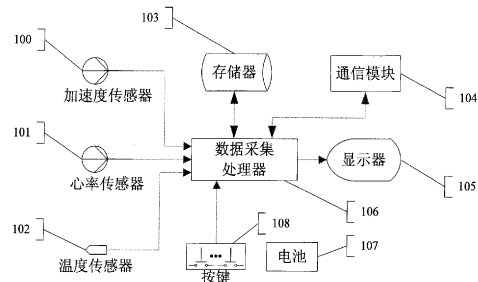 100
103
存储器
通信模块
104
加速度传感器
101
数据采集
处理器
显示器
心率传感器
105
106
102
108
107
电池
温度传感器
按键